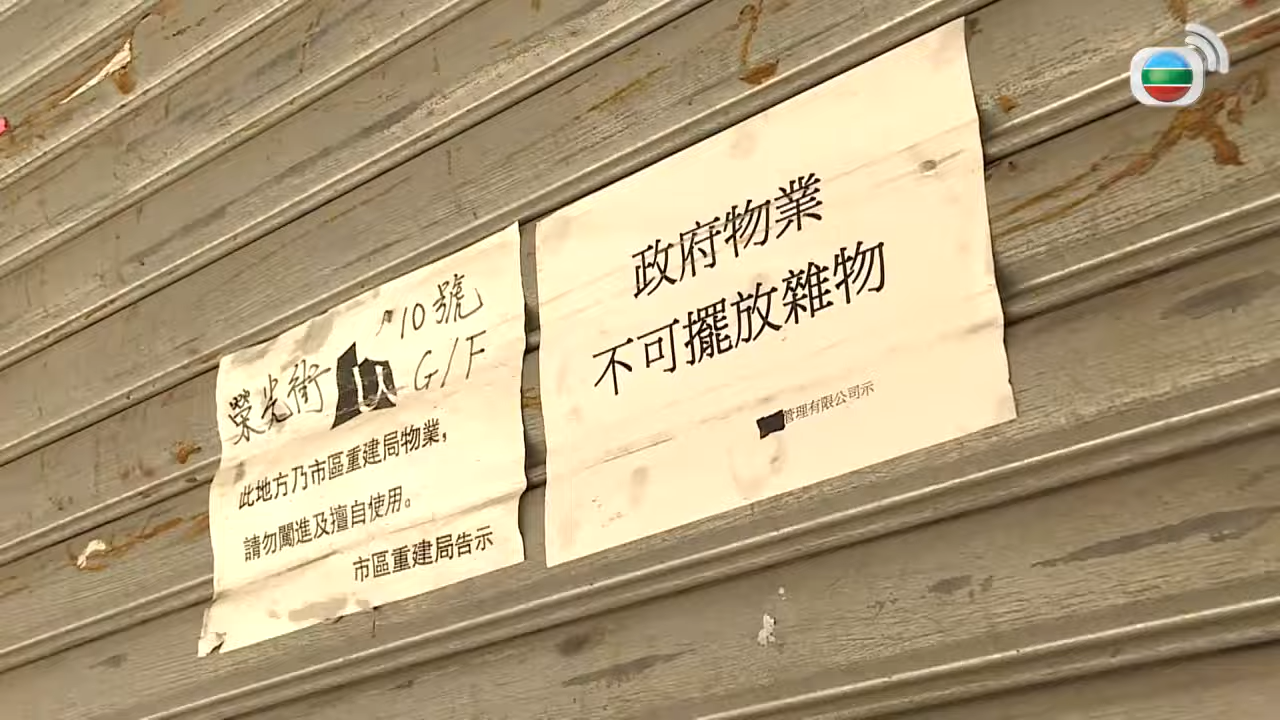 榮光街 10號
G/F
此地方乃市區重建局物業,
請勿闖進及擅自使用。
市區重建局告示
政府物業
不可擺放雜物
管理有限公司示